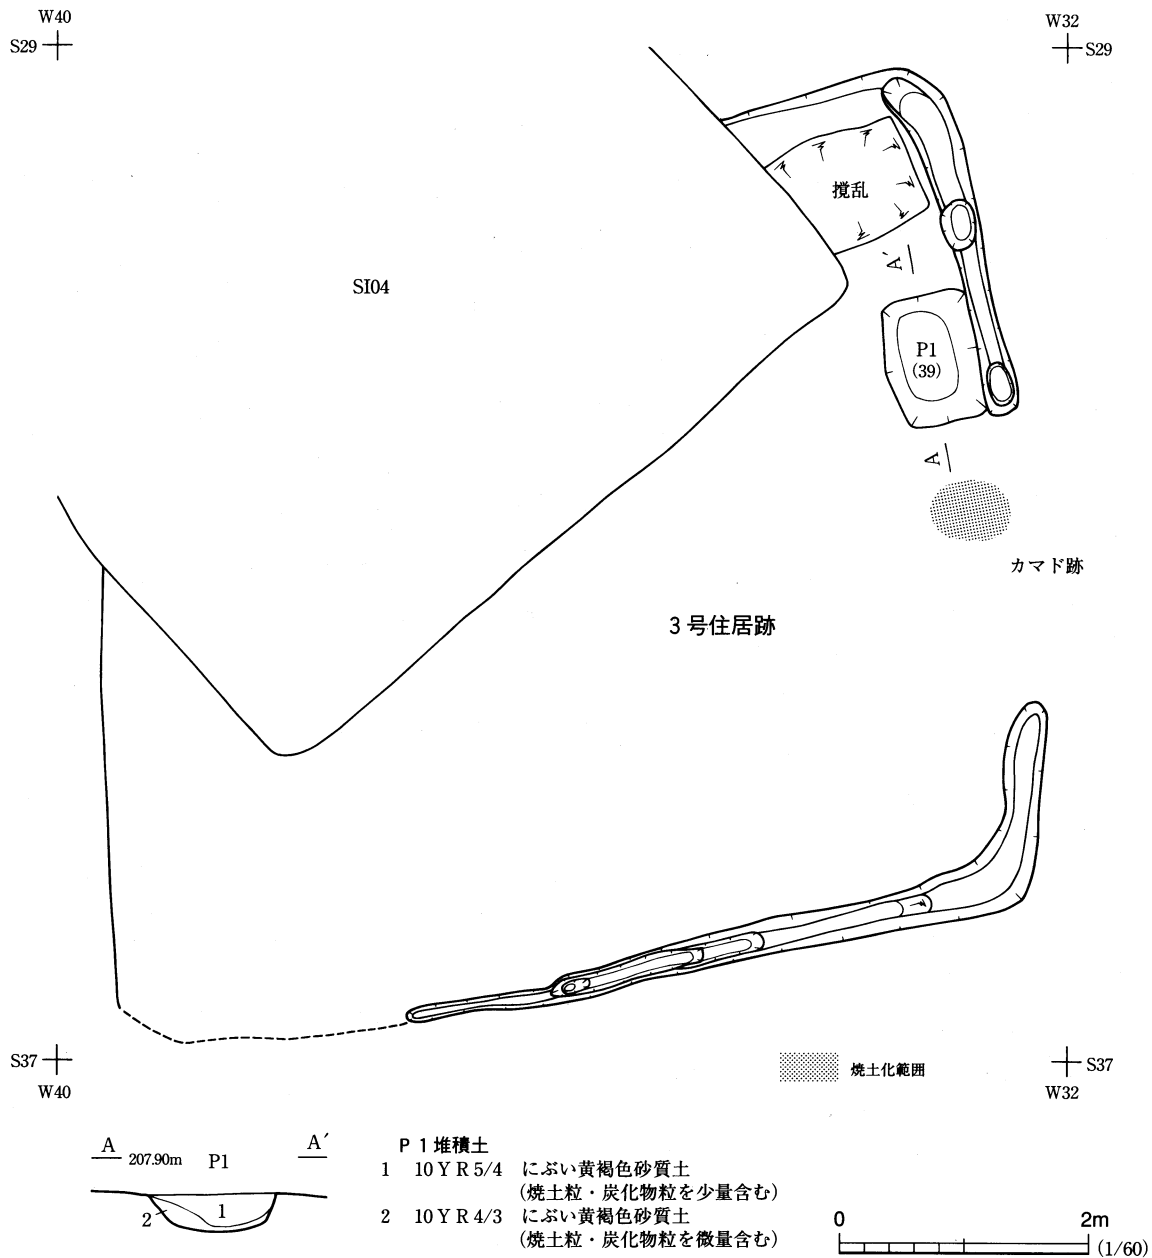 W40
S29
W32
S29
撹乱
SI04
A′
P1
(39)
A
カマド跡
3号住居跡
S37
W40
焼土化範囲
S37
W32
A 207.90m P1 A′
1
2
P1堆積土
1 10YR5/4 にぶい黄褐色砂質土
(焼土粒・炭化物粒を少量含む)
2 10YR4/3 にぶい黄褐色砂質土
(焼土粒・炭化物粒を微量含む)
0 2m
(1/60)